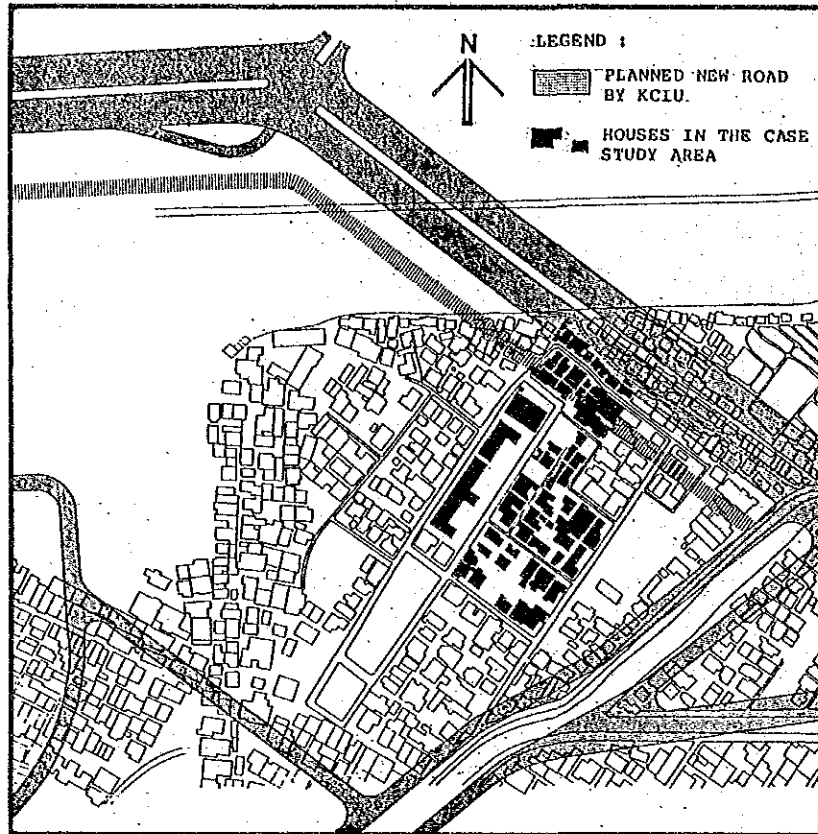 N
LEGEND :
PLANNED NEW ROAD
BY KCIU.
HOUSES IN THE CASE
STUDY AREA